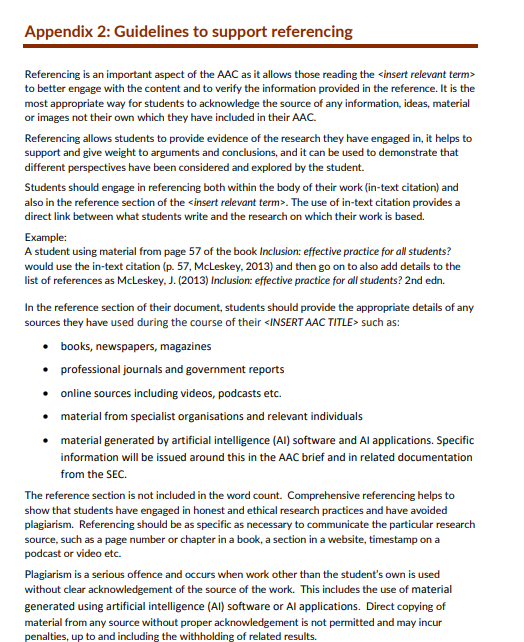 Appendix 2: Guidelines to support referencing
Referencing is an important aspect of the AAC as it allows those reading the <insert relevant term>
to better engage with the content and to verify the information provided in the reference. It is the
most appropriate way for students to acknowledge the source of any information, ideas, material
or images not their own which they have included in their AAC.
Referencing allows students to provide evidence of the research they have engaged in, it helps to
support and give weight to arguments and conclusions, and it can be used to demonstrate that
different perspectives have been considered and explored by the student.
Students should engage in referencing both within the body of their work (in-text citation) and
also in the reference section of the <insert relevant term>. The use of in-text citation provides a
direct link between what students write and the research on which their work is based.
Example:
A student using material from page 57 of the book Inclusion: effective practice for all students?
would use the in-text citation (p. 57, McLeskey, 2013) and then go on to also add details to the
list of references as McLeskey, J. (2013) Inclusion: effective practice for all students? 2nd edn.
In the reference section of their document, students should provide the appropriate details of any
sources they have used during the course of their <INSERT AAC TITLE> such as:
• books, newspapers, magazines
• professional journals and government reports
• online sources including videos, podcasts etc.
• material from specialist organisations and relevant individuals
• material generated by artificial intelligence (AI) software and AI applications. Specific
information will be issued around this in the AAC brief and in related documentation
from the SEC.
The reference section is not included in the word count. Comprehensive referencing helps to
show that students have engaged in honest and ethical research practices and have avoided
plagiarism. Referencing should be as specific as necessary to communicate the particular research
source, such as a page number or chapter in a book, a section in a website, timestamp on a
podcast or video etc.
Plagiarism is a serious offence and occurs when work other than the student's own is used
without clear acknowledgement of the source of the work. This includes the use of material
generated using artificial intelligence (AI) software or AI applications. Direct copying of
material from any source without proper acknowledgement is not permitted and may incur
penalties, up to and including the withholding of related results.